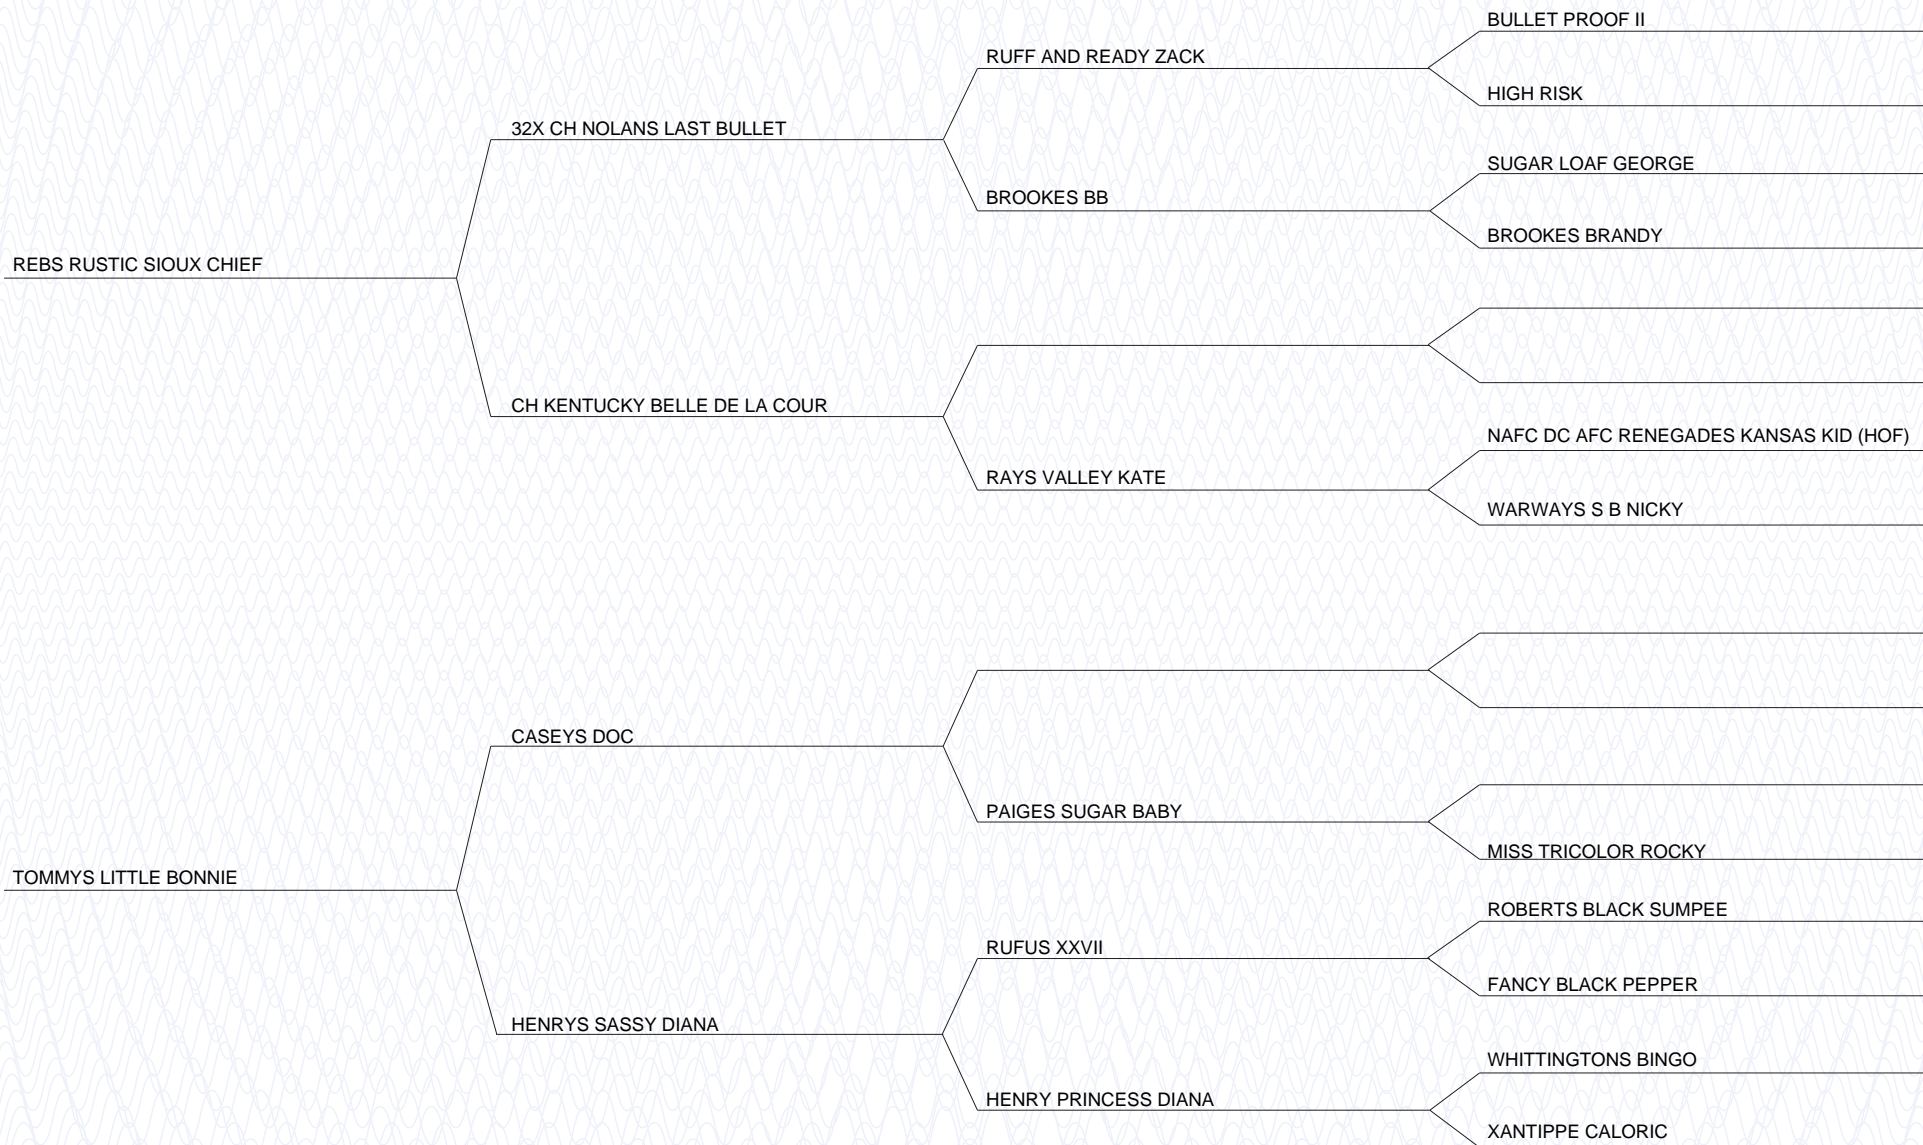 BULLET PROOF II
RUFF AND READY ZACK
HIGH RISK
32X CH NOLANS LAST BULLET
SUGAR LOAF GEORGE
BROOKES BB
BROOKES BRANDY
REBS RUSTIC SIOUX CHIEF
CH KENTUCKY BELLE DE LA COUR
NAFC DC AFC RENEGADES KANSAS KID (HOF)
RAYS VALLEY KATE
WARWAYS S B NICKY
CASEYS DOC
PAIGES SUGAR BABY
MISS TRICOLOR ROCKY
TOMMYS LITTLE BONNIE
ROBERTS BLACK SUMPEE
RUFUS XXVII
FANCY BLACK PEPPER
HENRYS SASSY DIANA
WHITTINGTONS BINGO
HENRY PRINCESS DIANA
XANTIPPE CALORIC